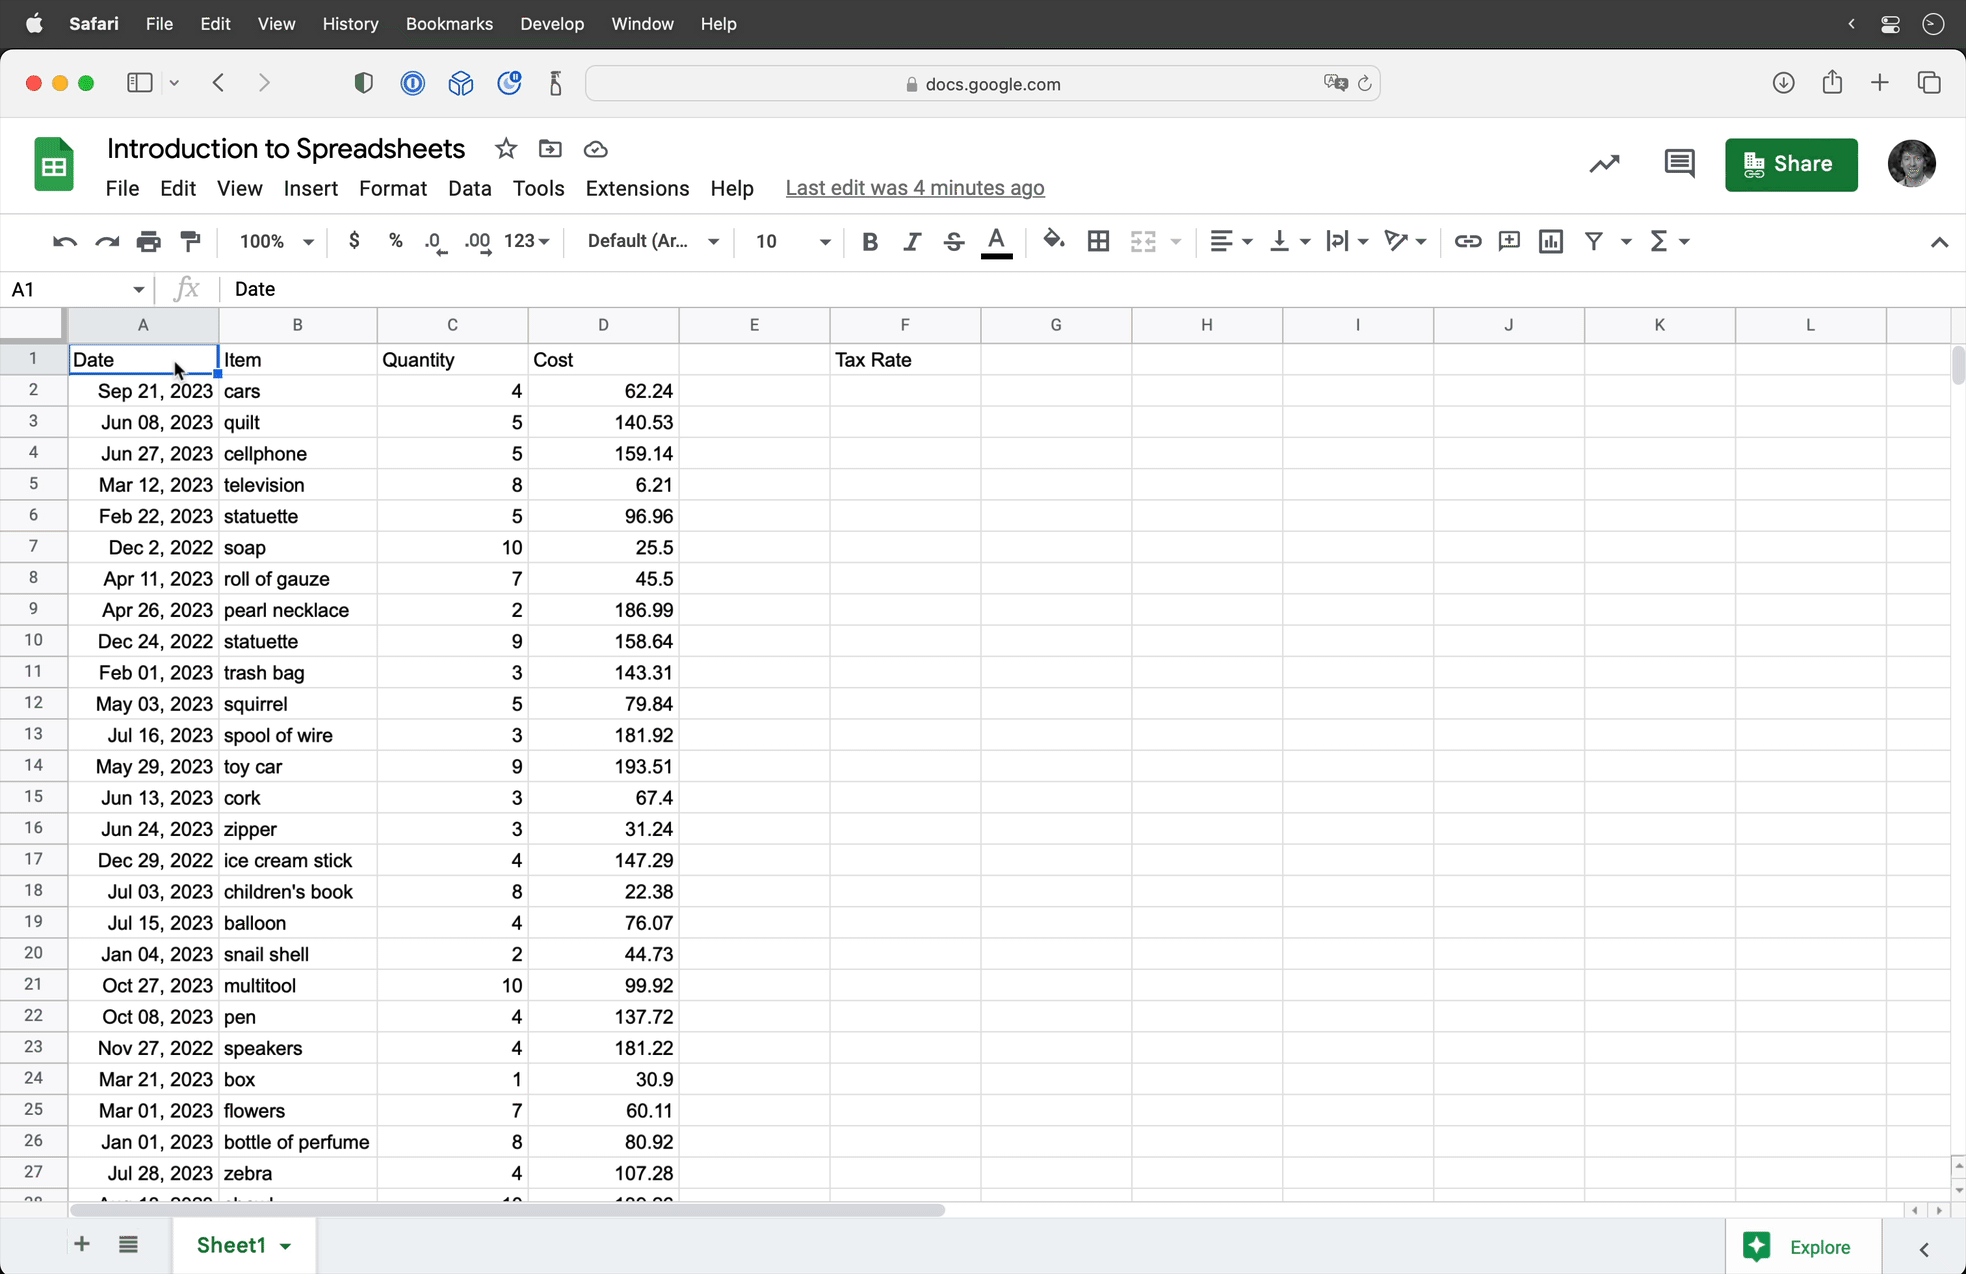 Safari File Edit View History Bookmarks Develop Window Help
docs.google.com
Introduction to Spreadsheets
Share
File Edit View Insert Format Data Tools Extensions Help Last edit was 4 minutes ago
100% $ % .0 .00 123 Default (Ar... 10 B I S A
A1 fx Date
A B C D E F G H I J K L
1 Date Item Quantity Cost Tax Rate
2 Sep 21, 2023 cars 4 62.24
3 Jun 08, 2023 quilt 5 140.53
4 Jun 27, 2023 cellphone 5 159.14
5 Mar 12, 2023 television 8 6.21
6 Feb 22, 2023 statuette 5 96.96
7 Dec 2, 2022 soap 10 25.5
8 Apr 11, 2023 roll of gauze 7 45.5
9 Apr 26, 2023 pearl necklace 2 186.99
10 Dec 24, 2022 statuette 9 158.64
11 Feb 01, 2023 trash bag 3 143.31
12 May 03, 2023 squirrel 5 79.84
13 Jul 16, 2023 spool of wire 3 181.92
14 May 29, 2023 toy car 9 193.51
15 Jun 13, 2023 cork 3 67.4
16 Jun 24, 2023 zipper 3 31.24
17 Dec 29, 2022 ice cream stick 4 147.29
18 Jul 03, 2023 children's book 8 22.38
19 Jul 15, 2023 balloon 4 76.07
20 Jan 04, 2023 snail shell 2 44.73
21 Oct 27, 2023 multitool 10 99.92
22 Oct 08, 2023 pen 4 137.72
23 Nov 27, 2022 speakers 4 181.22
24 Mar 21, 2023 box 1 30.9
25 Mar 01, 2023 flowers 7 60.11
26 Jan 01, 2023 bottle of perfume 8 80.92
27 Jul 28, 2023 zebra 4 107.28
Sheet1
Explore